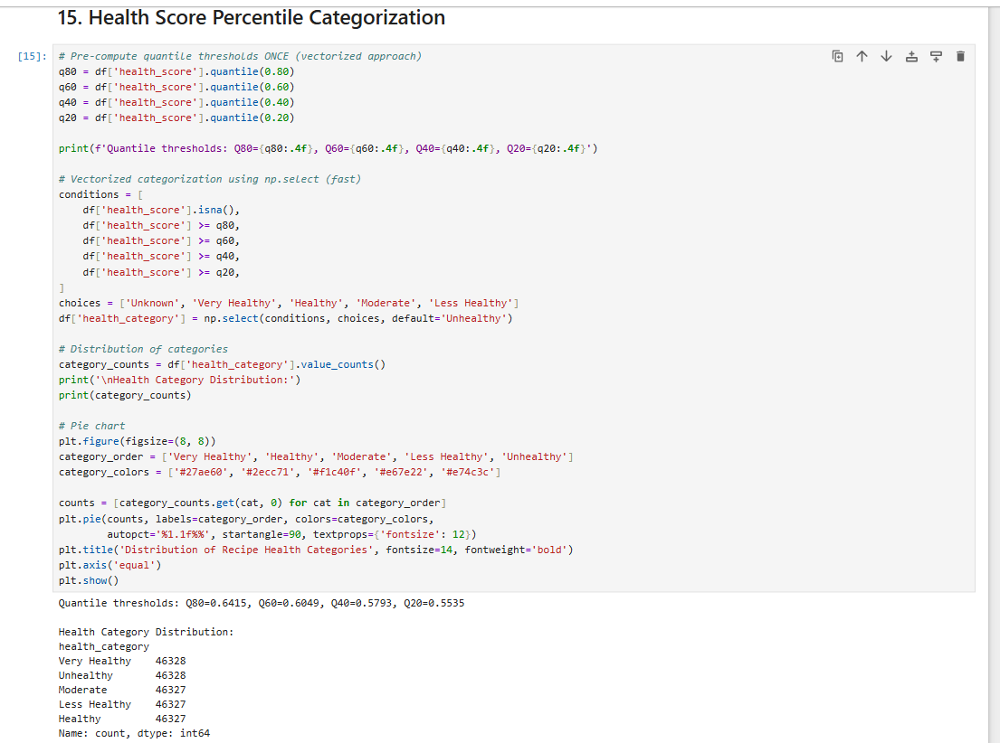 15. Health Score Percentile Categorization
[15]:
# Pre-compute quantile thresholds ONCE (vectorized approach)
q80 = df['health_score'].quantile(0.80)
q60 = df['health_score'].quantile(0.60)
q40 = df['health_score'].quantile(0.40)
q20 = df['health_score'].quantile(0.20)

print(f'Quantile thresholds: Q80={q80:.4f}, Q60={q60:.4f}, Q40={q40:.4f}, Q20={q20:.4f}')

# Vectorized categorization using np.select (fast)
conditions = [
    df['health_score'].isna(),
    df['health_score'] >= q80,
    df['health_score'] >= q60,
    df['health_score'] >= q40,
    df['health_score'] >= q20,
]
choices = ['Unknown', 'Very Healthy', 'Healthy', 'Moderate', 'Less Healthy']
df['health_category'] = np.select(conditions, choices, default='Unhealthy')

# Distribution of categories
category_counts = df['health_category'].value_counts()
print('\nHealth Category Distribution:')
print(category_counts)

# Pie chart
plt.figure(figsize=(8, 8))
category_order = ['Very Healthy', 'Healthy', 'Moderate', 'Less Healthy', 'Unhealthy']
category_colors = ['#27ae60', '#2ecc71', '#f1c40f', '#e67e22', '#e74c3c']

counts = [category_counts.get(cat, 0) for cat in category_order]
plt.pie(counts, labels=category_order, colors=category_colors,
        autopct='%1.1f%%', startangle=90, textprops={'fontsize': 12})
plt.title('Distribution of Recipe Health Categories', fontsize=14, fontweight='bold')
plt.axis('equal')
plt.show()
Quantile thresholds: Q80=0.6415, Q60=0.6049, Q40=0.5793, Q20=0.5535

Health Category Distribution:
health_category
Very Healthy    46328
Unhealthy       46328
Moderate        46327
Less Healthy    46327
Healthy         46327
Name: count, dtype: int64